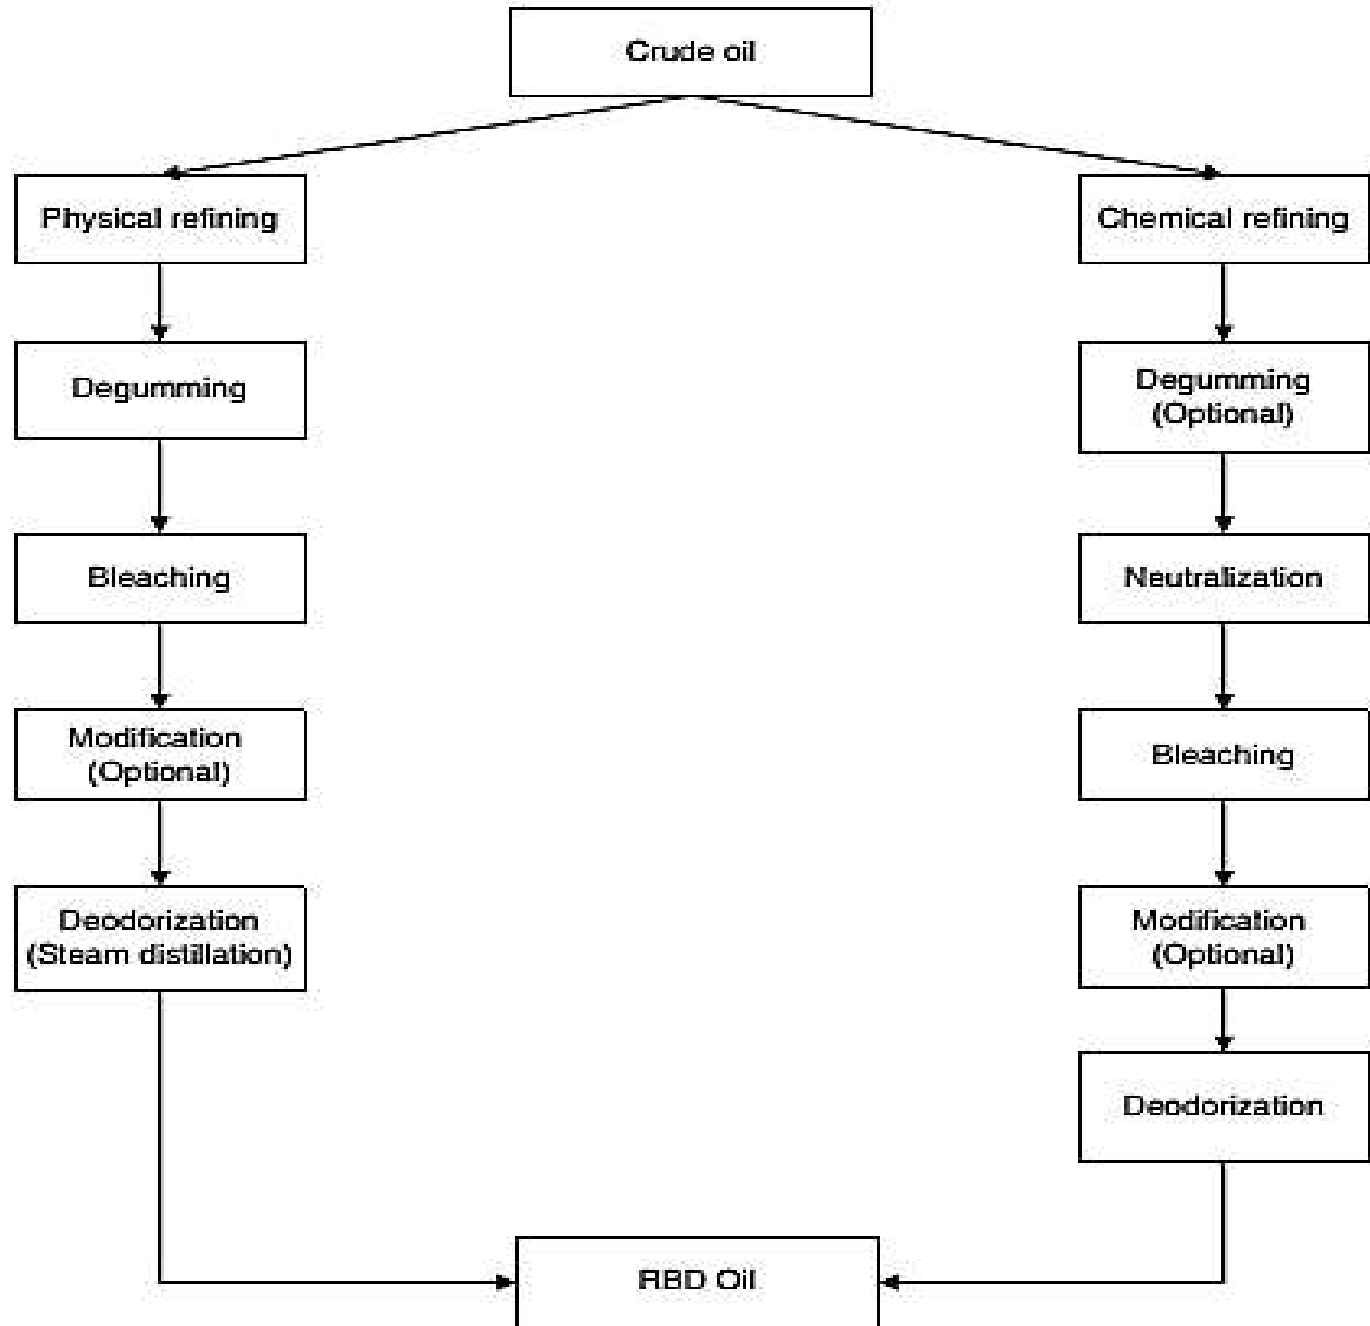 Crude oil
Physical refining
Degumming
Bleaching
Modification
(Optional)
Deodorization
(Steam distillation)
Chemical refining
Degumming
(Optional)
Neutralization
Bleaching
Modification
(Optional)
Deodorization
RBD Oil